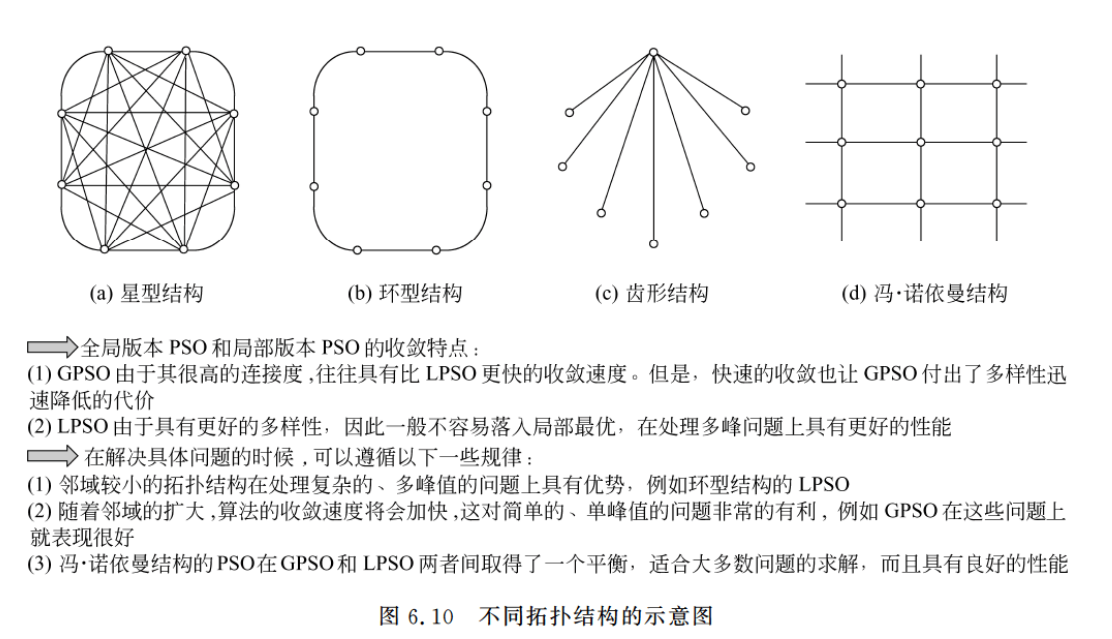 (a) 星型结构 (b) 环型结构 (c) 齿形结构 (d) 冯·诺依曼结构
全局版本 PSO 和局部版本 PSO 的收敛特点：
(1) GPSO 由于其很高的连接度，往往具有比 LPSO 更快的收敛速度。但是，快速的收敛也让 GPSO 付出了多样性迅
速降低的代价
(2) LPSO 由于具有更好的多样性，因此一般不容易落入局部最优，在处理多峰问题上具有更好的性能
在解决具体问题的时候，可以遵循以下一些规律：
(1) 邻域较小的拓扑结构在处理复杂的、多峰值的问题上具有优势，例如环型结构的 LPSO
(2) 随着邻域的扩大，算法的收敛速度将会加快，这对简单的、单峰值的问题非常的有利，例如 GPSO 在这些问题上
就表现很好
(3) 冯·诺依曼结构的PSO在GPSO和 LPSO 两者间取得了一个平衡，适合大多数问题的求解，而且具有良好的性能
图 6.10 不同拓扑结构的示意图